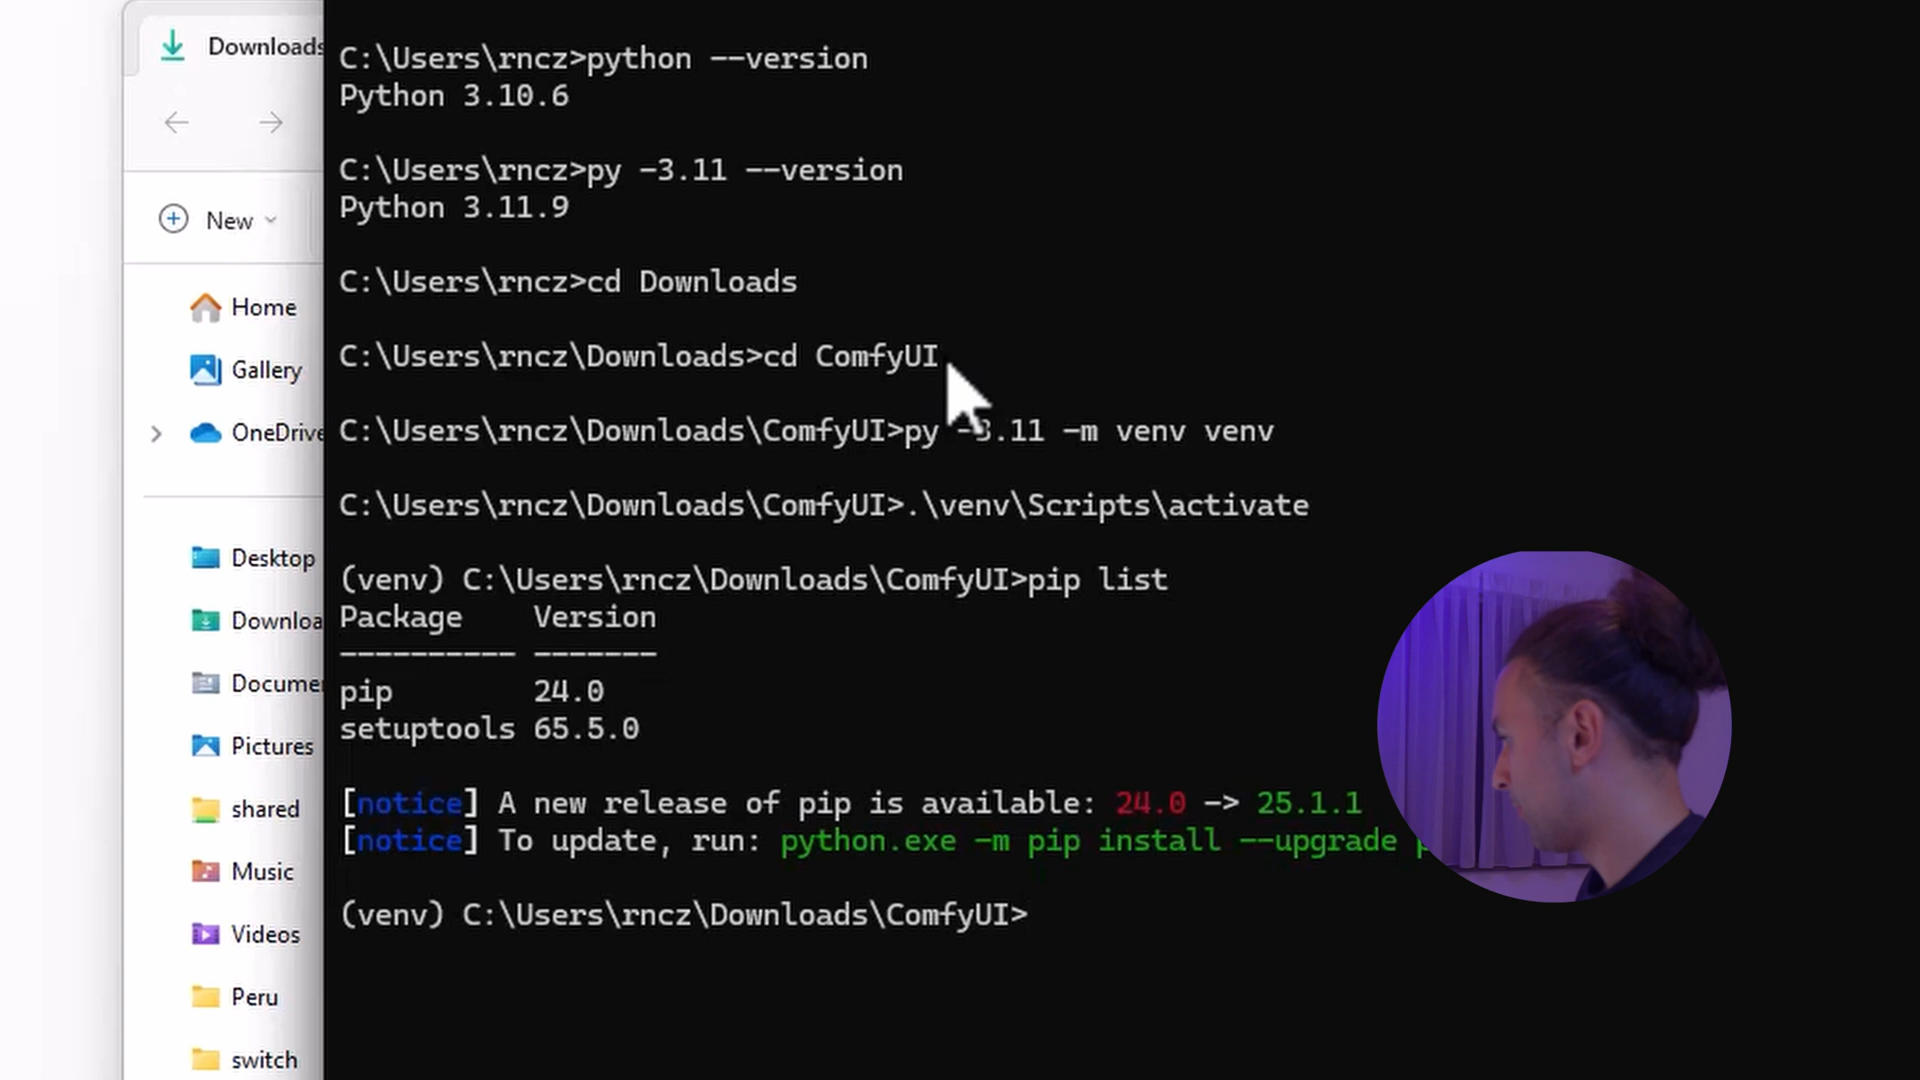 Downloads
New
Home
Gallery
OneDrive
Desktop
Downloa
Documen
Pictures
shared
Music
Videos
Peru
switch
C:\Users\rncz>python --version
Python 3.10.6
C:\Users\rncz>py -3.11 --version
Python 3.11.9
C:\Users\rncz>cd Downloads
C:\Users\rncz\Downloads>cd ComfyUI
C:\Users\rncz\Downloads\ComfyUI>py -3.11 -m venv venv
C:\Users\rncz\Downloads\ComfyUI>.\venv\Scripts\activate
(venv) C:\Users\rncz\Downloads\ComfyUI>pip list
Package    Version
---------- -------
pip        24.0
setuptools 65.5.0
[notice] A new release of pip is available: 24.0 -> 25.1.1
[notice] To update, run: python.exe -m pip install --upgrade p
(venv) C:\Users\rncz\Downloads\ComfyUI>